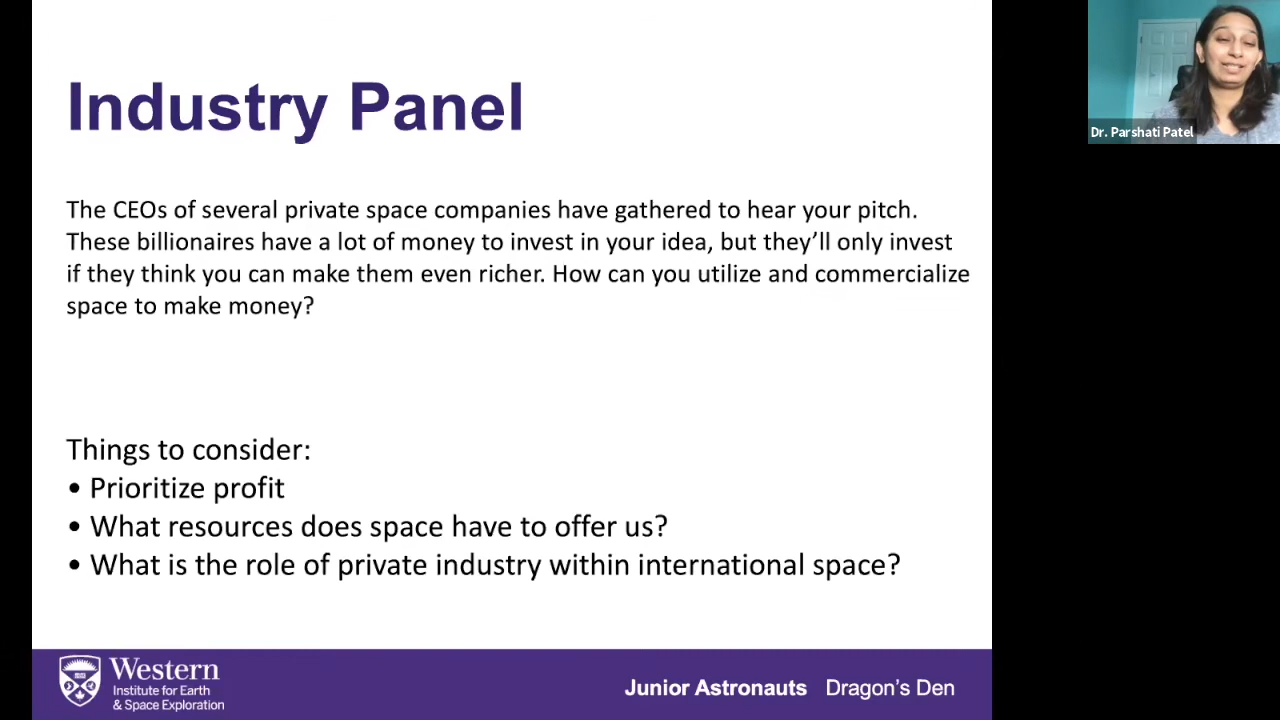 Industry Panel
The CEOs of several private space companies have gathered to hear your pitch.
These billionaires have a lot of money to invest in your idea, but they’ll only invest
if they think you can make them even richer. How can you utilize and commercialize
space to make money?
Things to consider:
• Prioritize profit
• What resources does space have to offer us?
• What is the role of private industry within international space?
Western
Institute for Earth
& Space Exploration
Junior Astronauts Dragon’s Den
Dr. Parshati Patel